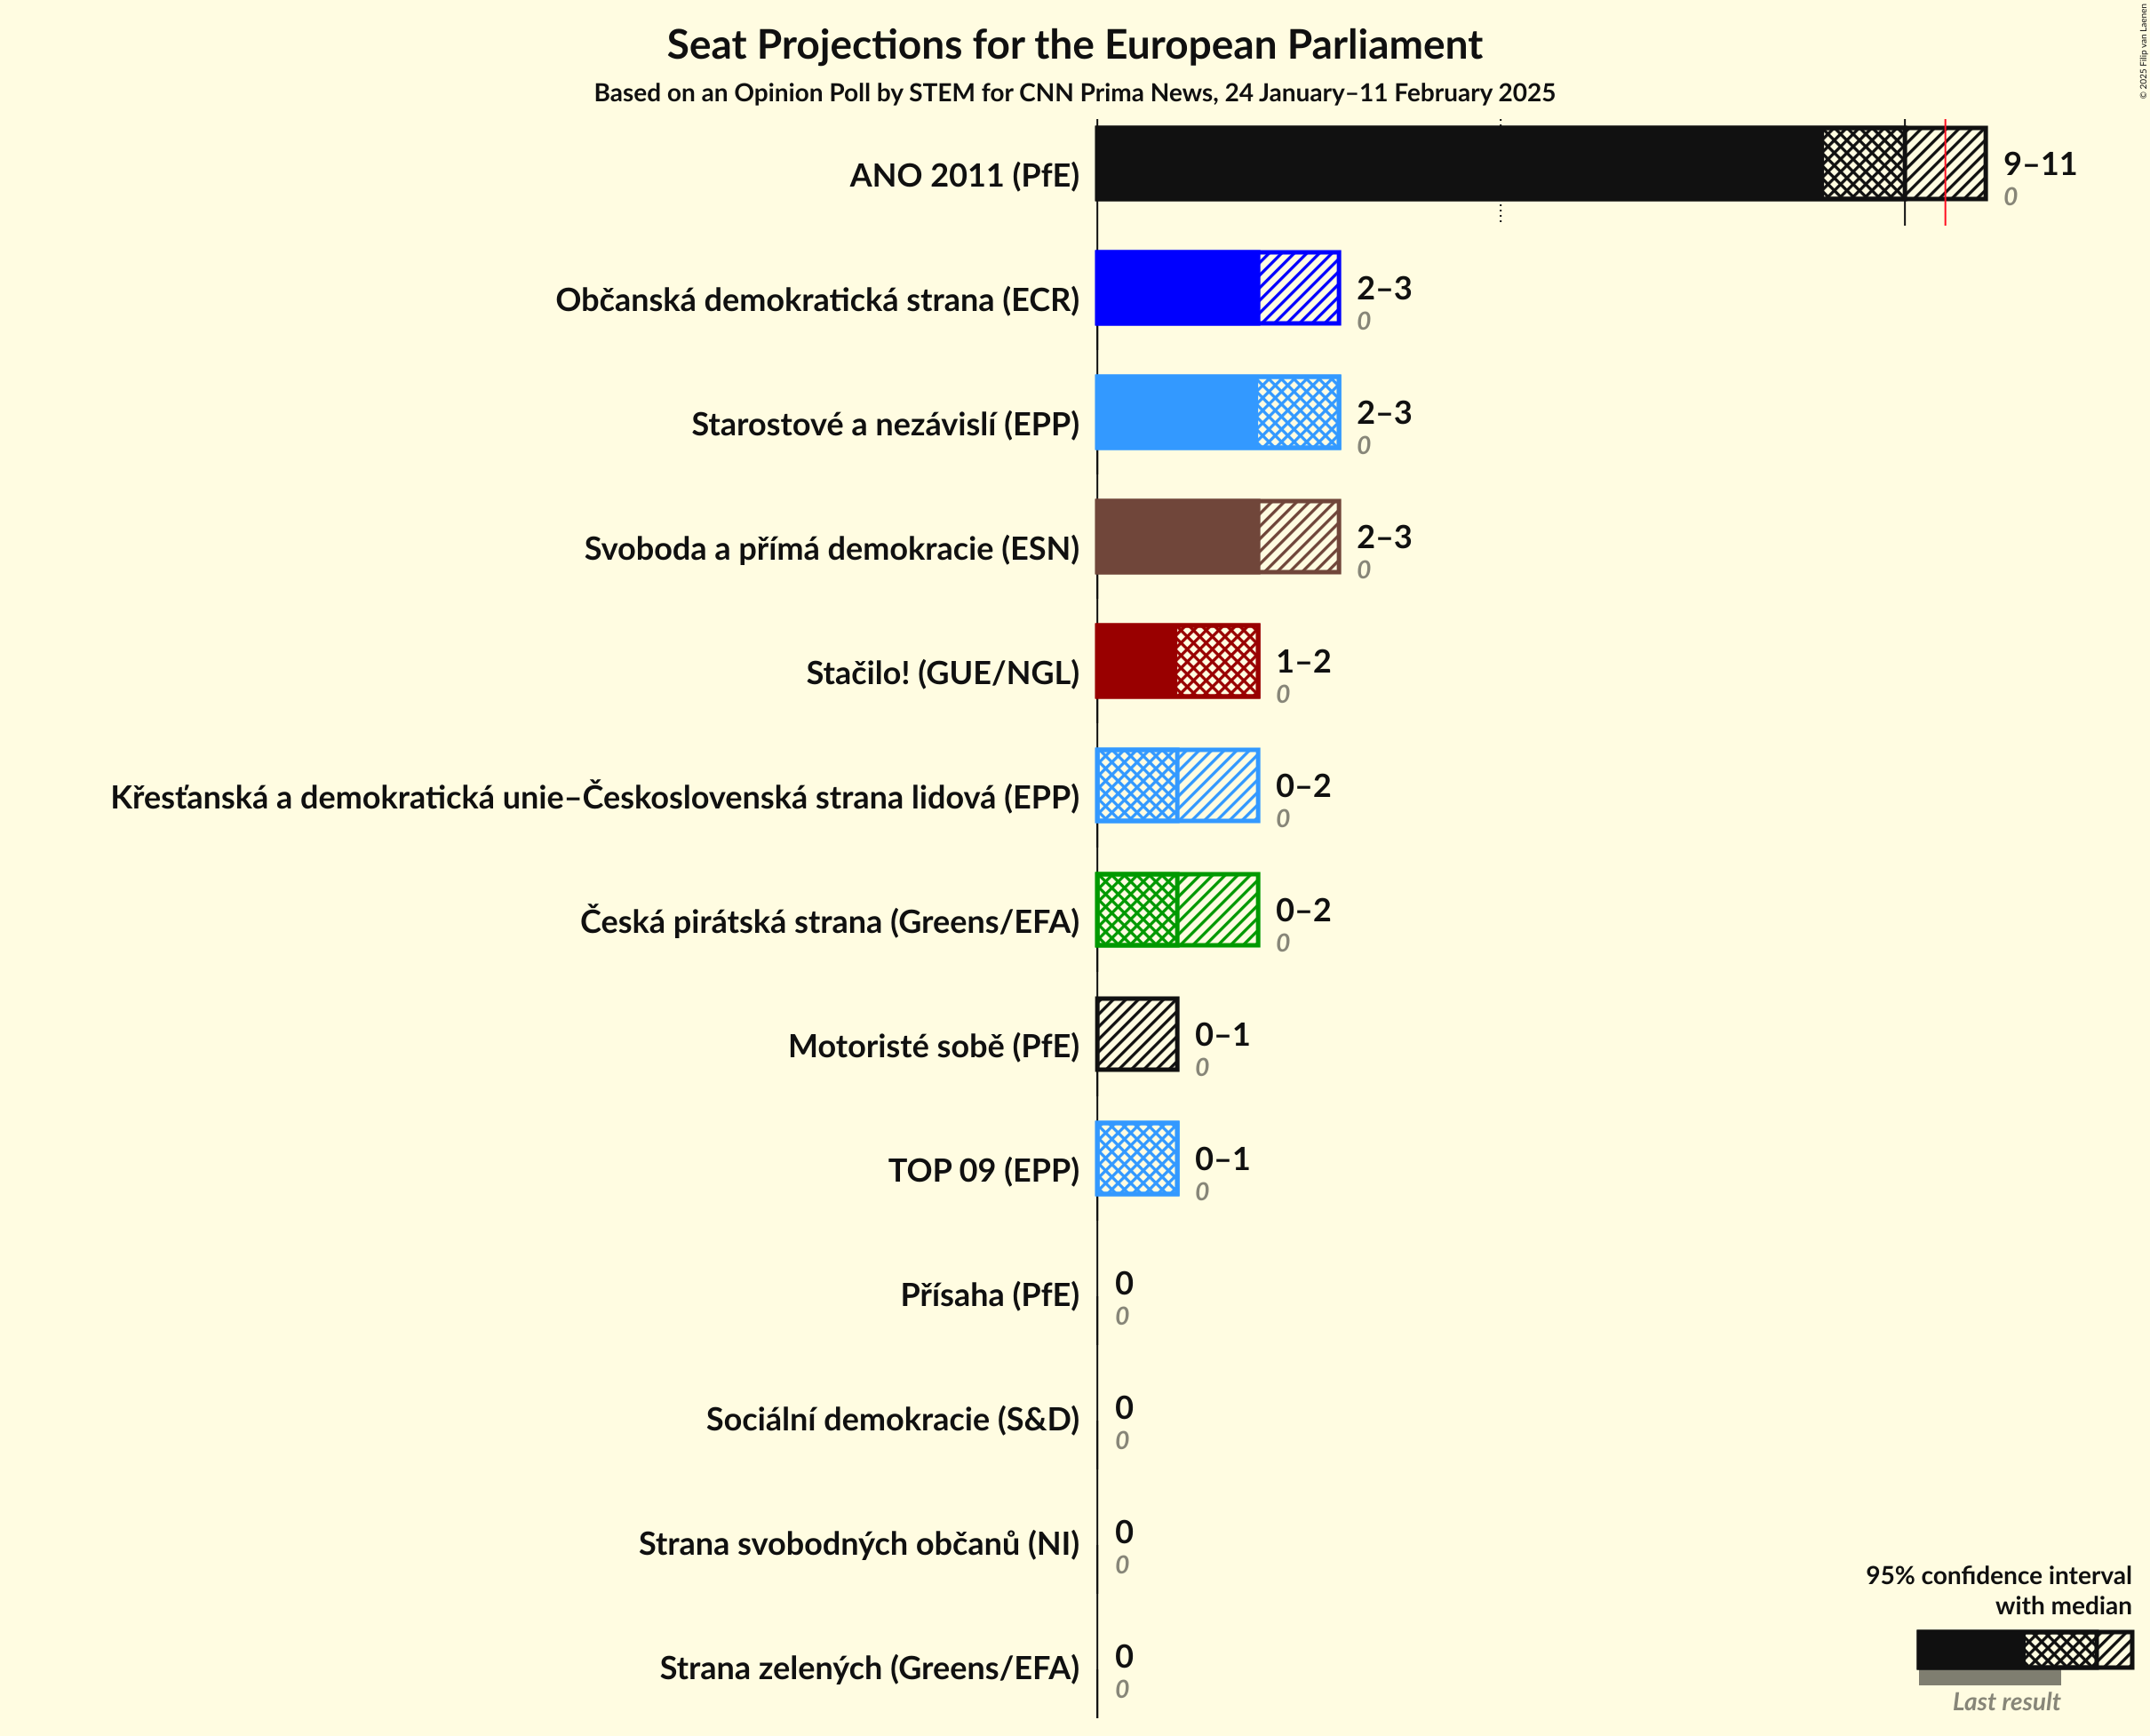 Seat Projections for the European Parliament
Based on an Opinion Poll by STEM for CNN Prima News, 24 January–11 February 2025
© 2025 Filip van Laenen
ANO 2011 (PfE)
9–11
0
Občanská demokratická strana (ECR)
2–3
0
Starostové a nezávislí (EPP)
2–3
0
Svoboda a přímá demokracie (ESN)
2–3
0
Stačilo! (GUE/NGL)
1–2
0
Křesťanská a demokratická unie–Československá strana lidová (EPP)
0–2
0
Česká pirátská strana (Greens/EFA)
0–2
0
Motoristé sobě (PfE)
0–1
0
TOP 09 (EPP)
0–1
0
Přísaha (PfE)
0
0
Sociální demokracie (S&D)
0
0
Strana svobodných občanů (NI)
0
0
Strana zelených (Greens/EFA)
0
0
95% confidence interval
with median
Last result